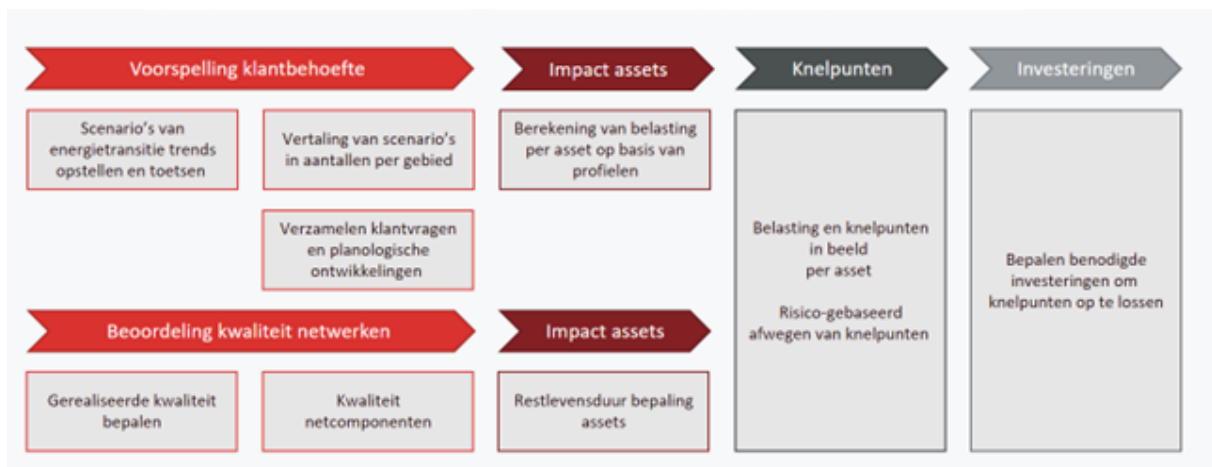 Voorspelling klantbehoefte
Impact assets
Knelpunten
Investeringen
Scenario's van
energietransitie trends
opstellen en toetsen
Vertaling van scenario's
in aantallen per gebied
Berekening van belasting
per asset op basis van
profielen
Verzamelen klantvragen
en planologische
ontwikkelingen
Belasting en knelpunten
in beeld
per asset
Risico-gebaseerd
afwegen van knelpunten
Bepalen benodigde
investeringen om
knelpunten op te lossen
Beoordeling kwaliteit netwerken
Impact assets
Gerealiseerde kwaliteit
bepalen
Kwaliteit
netcomponenten
Restlevensduur bepaling
assets